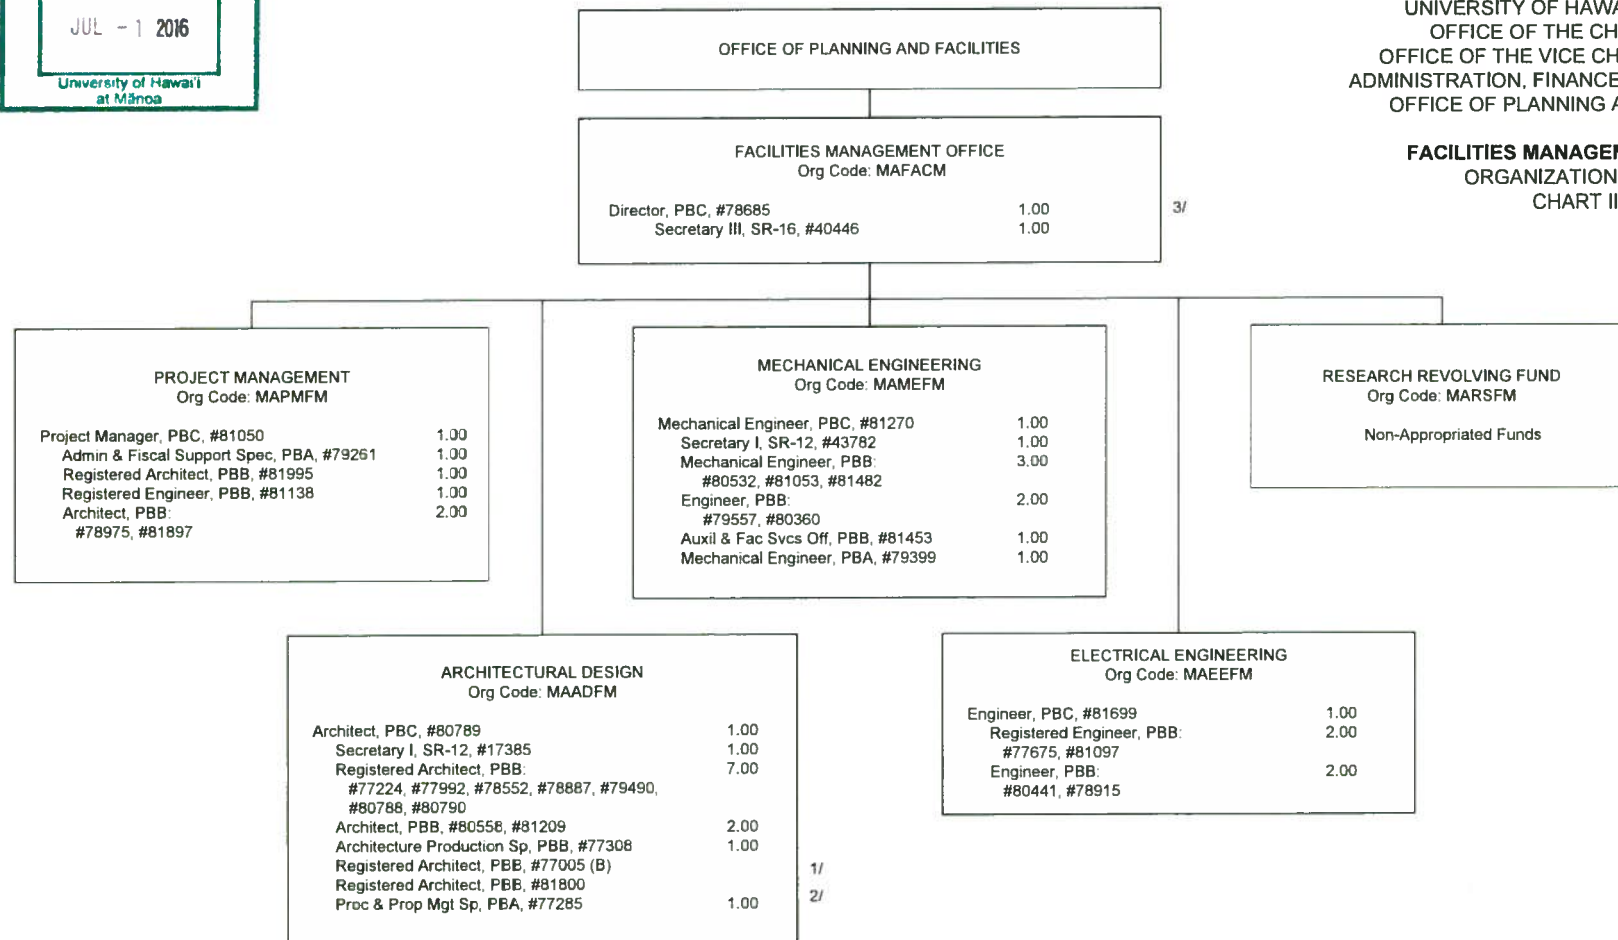 JUL - 1 2016
University of Hawai'i
at Mānoa
OFFICE OF PLANNING AND FACILITIES
UNIVERSITY OF HAWA
OFFICE OF THE CH
OFFICE OF THE VICE CH
ADMINISTRATION, FINANCE
OFFICE OF PLANNING A
FACILITIES MANAGEM
ORGANIZATION
CHART II
FACILITIES MANAGEMENT OFFICE
Org Code: MAFACM
Director, PBC, #78685 1.00 3/
Secretary III, SR-16, #40446 1.00
PROJECT MANAGEMENT
Org Code: MAPMFM
Project Manager, PBC, #81050 1.00
Admin & Fiscal Support Spec, PBA, #79261 1.00
Registered Architect, PBB, #81995 1.00
Registered Engineer, PBB, #81138 1.00
Architect, PBB: 2.00
#78975, #81897
MECHANICAL ENGINEERING
Org Code: MAMEFM
Mechanical Engineer, PBC, #81270 1.00
Secretary I, SR-12, #43782 1.00
Mechanical Engineer, PBB: 3.00
#80532, #81053, #81482
Engineer, PBB: 2.00
#79557, #80360
Auxil & Fac Svcs Off, PBB, #81453 1.00
Mechanical Engineer, PBA, #79399 1.00
RESEARCH REVOLVING FUND
Org Code: MARSFM
Non-Appropriated Funds
ARCHITECTURAL DESIGN
Org Code: MAADFM
Architect, PBC, #80789 1.00
Secretary I, SR-12, #17385 1.00
Registered Architect, PBB: 7.00
#77224, #77992, #78552, #78887, #79490,
#80788, #80790
Architect, PBB, #80558, #81209 2.00
Architecture Production Sp, PBB, #77308 1.00
Registered Architect, PBB, #77005 (B) 1/
Registered Architect, PBB, #81800 2/
Proc & Prop Mgt Sp, PBA, #77285 1.00
ELECTRICAL ENGINEERING
Org Code: MAEEFM
Engineer, PBC, #81699 1.00
Registered Engineer, PBB: 2.00
#77675, #81097
Engineer, PBB: 2.00
#80441, #78915